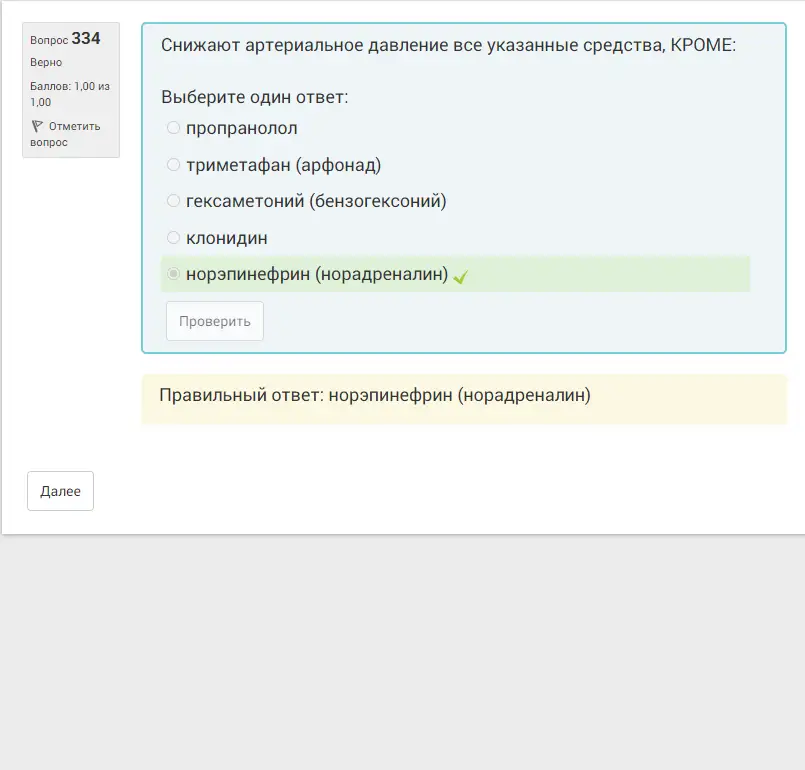 Вопрос 334
Верно
Баллов: 1,00 из
1,00
Отметить
вопрос
Снижают артериальное давление все указанные средства, КРОМЕ:
Выберите один ответ:
пропранолол
триметафан (арфонад)
гексаметоний (бензогексоний)
клонидин
норэпинефрин (норадреналин)
Проверить
Правильный ответ: норэпинефрин (норадреналин)
Далее